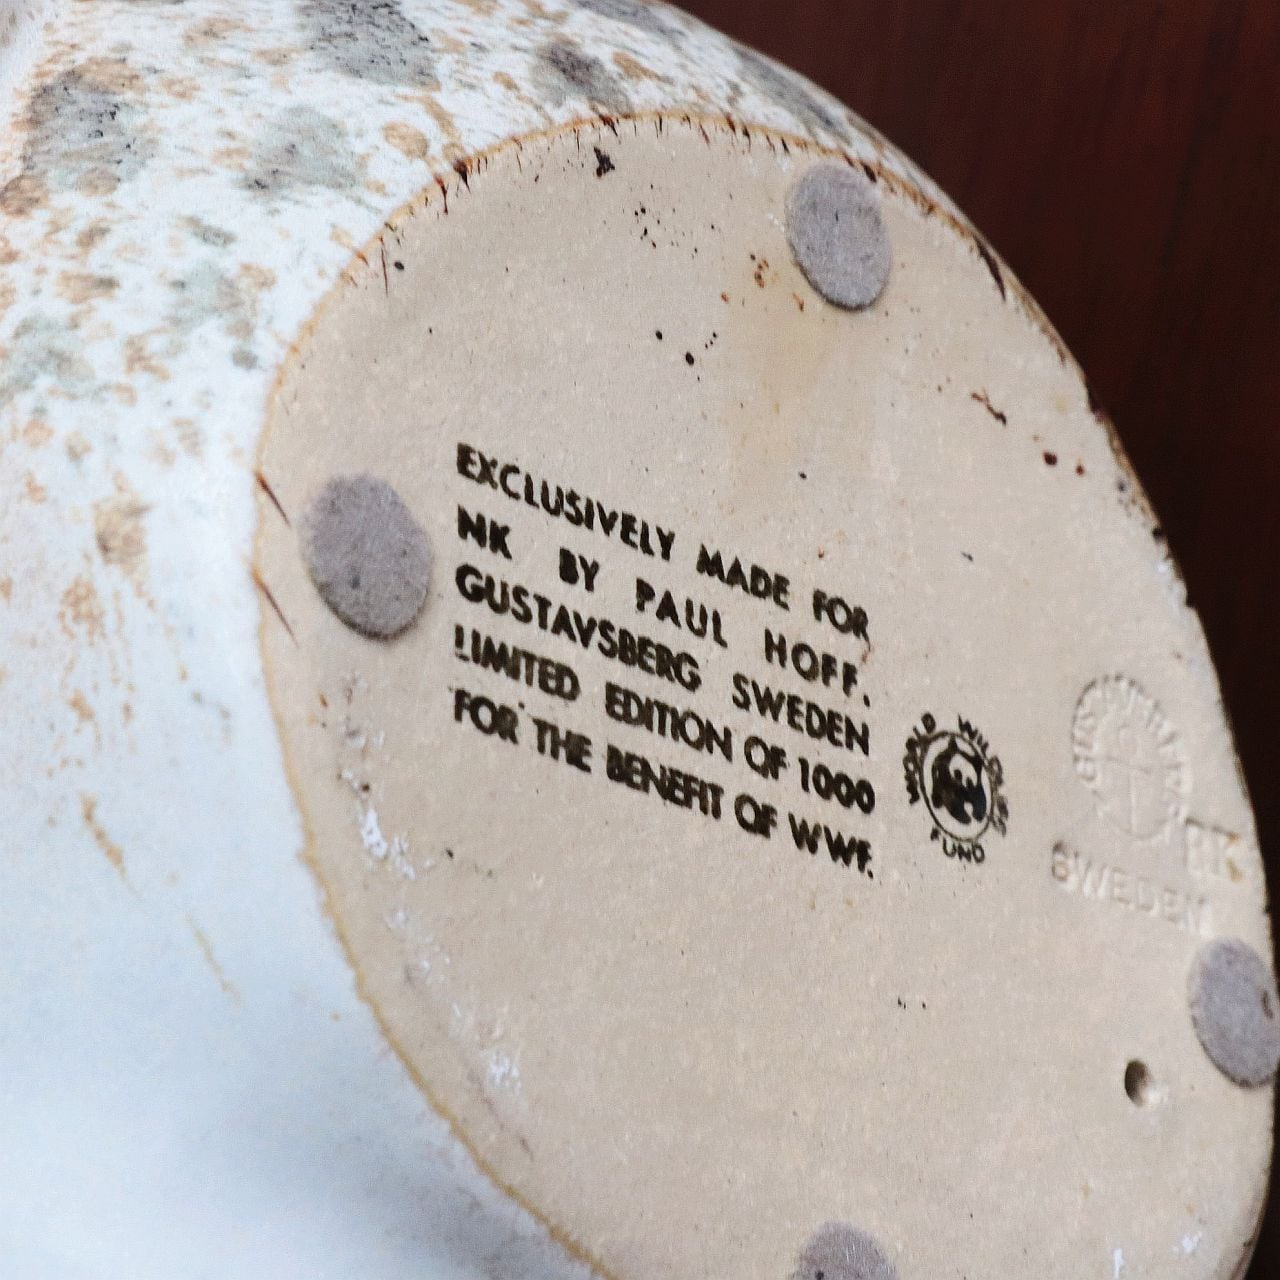 EXCLUSIVELY MADE FOR
NK BY PAUL HOFF.
GUSTAVSBERG SWEDEN
LIMITED EDITION OF 1000
FOR THE BENEFIT OF WWF.
WORLD WILDLIFE
FUND
GUSTAVSBERG
SWEDEN